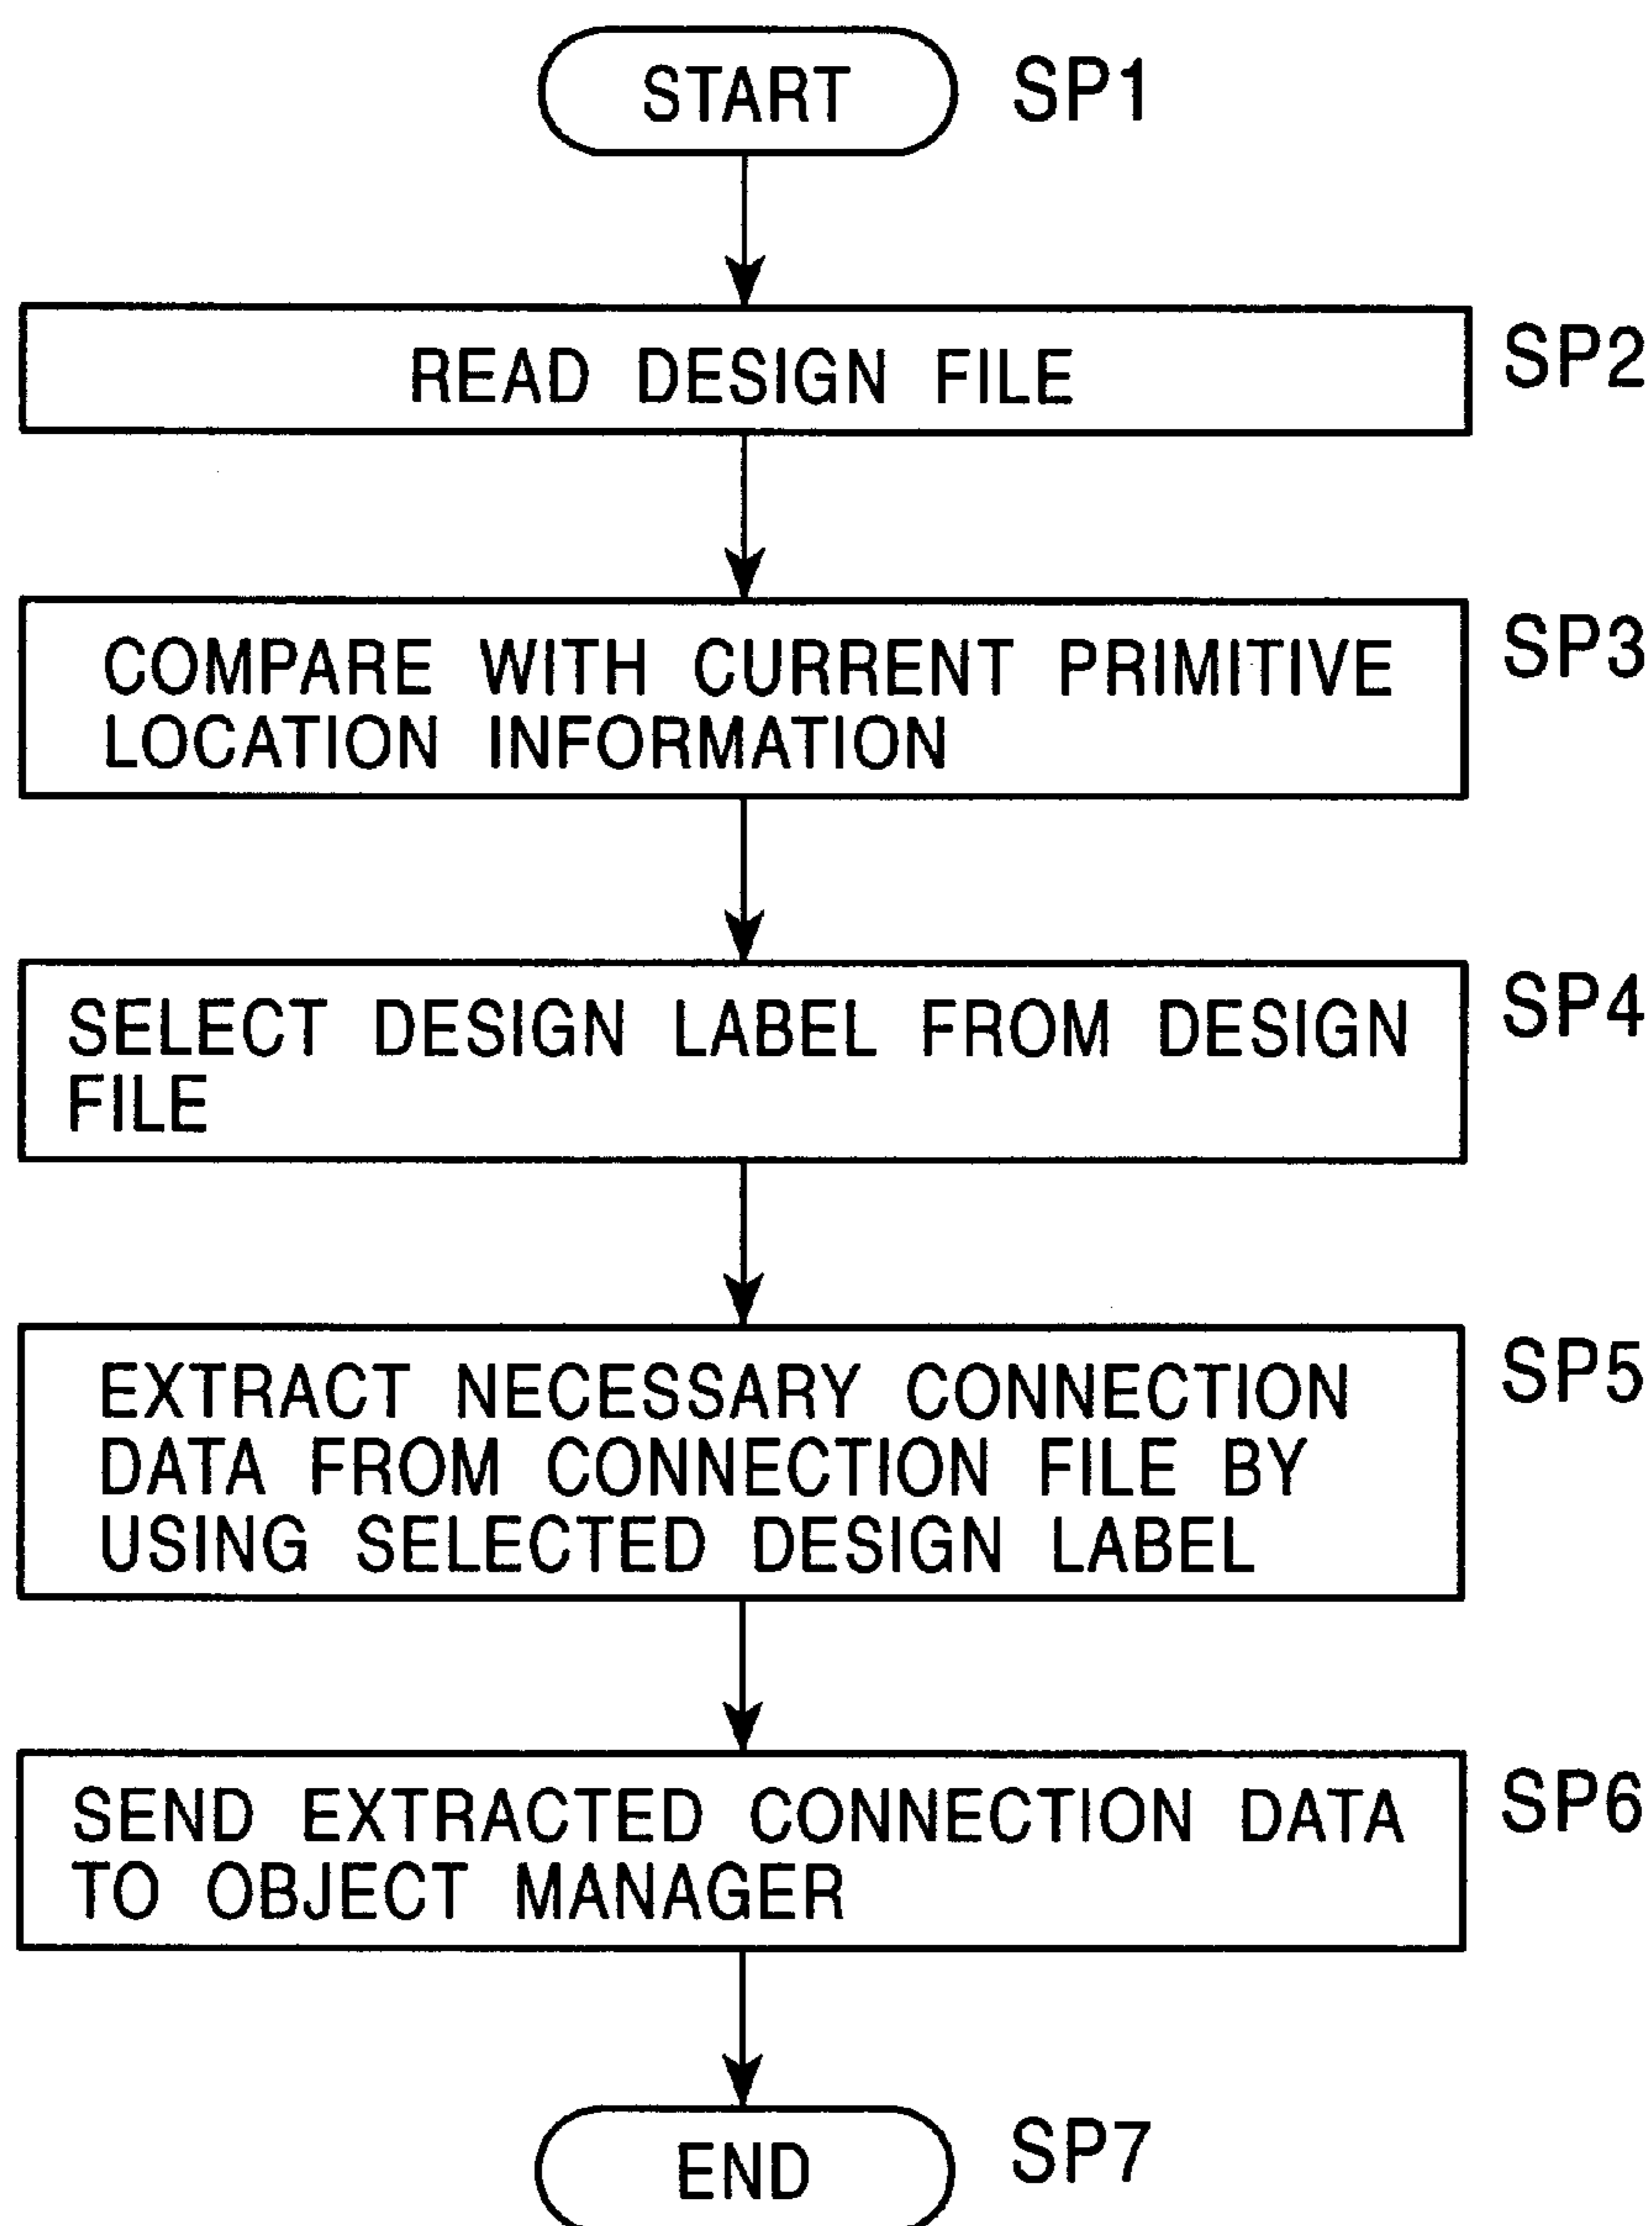 START SP1
READ DESIGN FILE SP2
COMPARE WITH CURRENT PRIMITIVE SP3
LOCATION INFORMATION
SELECT DESIGN LABEL FROM DESIGN SP4
FILE
EXTRACT NECESSARY CONNECTION SP5
DATA FROM CONNECTION FILE BY
USING SELECTED DESIGN LABEL
SEND EXTRACTED CONNECTION DATA SP6
TO OBJECT MANAGER
END SP7